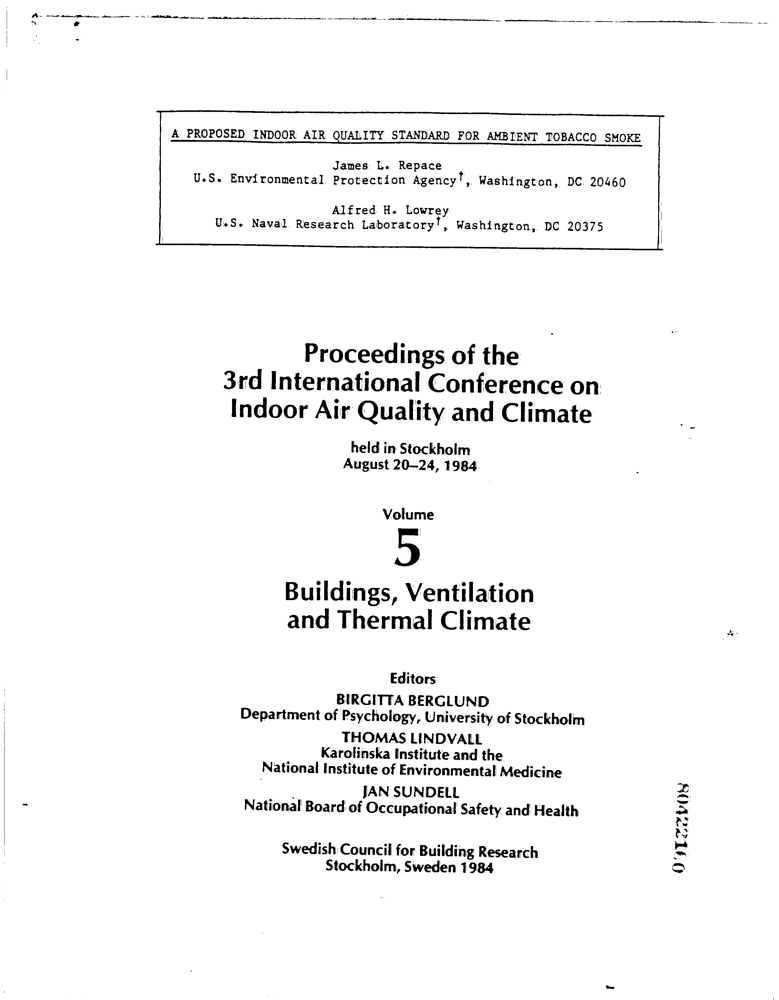 A PROPOSED INDOOR AIR QUALITY STANDARD FOR AMBIENT TOBACCO SMOKE
James L. Repace
U.S. Environmental Protection Agency†, Washington, DC 20460
Alfred H. Lowrey
U.S. Naval Research Laboratory†, Washington, DC 20375
Proceedings of the
3rd International Conference on
Indoor Air Quality and Climate
held in Stockholm
August 20–24, 1984
Volume
5
Buildings, Ventilation
and Thermal Climate
Editors
BIRGITTA BERGLUND
Department of Psychology, University of Stockholm
THOMAS LINDVALL
Karolinska Institute and the
National Institute of Environmental Medicine
JAN SUNDELL
National Board of Occupational Safety and Health
Swedish Council for Building Research
Stockholm, Sweden 1984